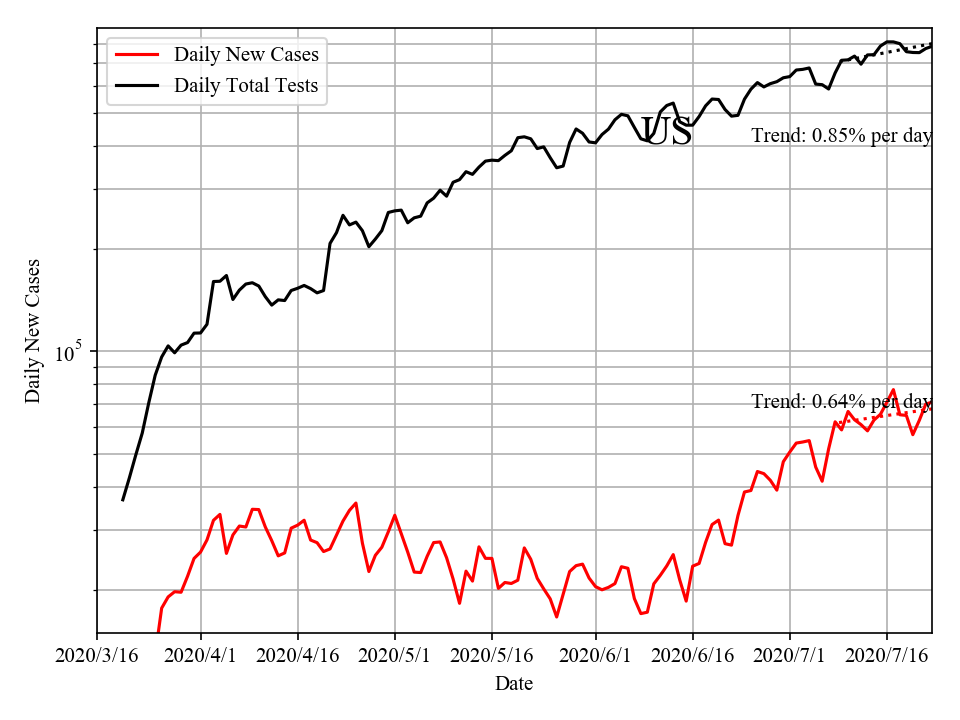 Daily New Cases
Daily Total Tests
US
Trend: 0.85% per day
Trend: 0.64% per day
Daily New Cases
10^5
2020/3/16 2020/4/1 2020/4/16 2020/5/1 2020/5/16 2020/6/1 2020/6/16 2020/7/1 2020/7/16
Date